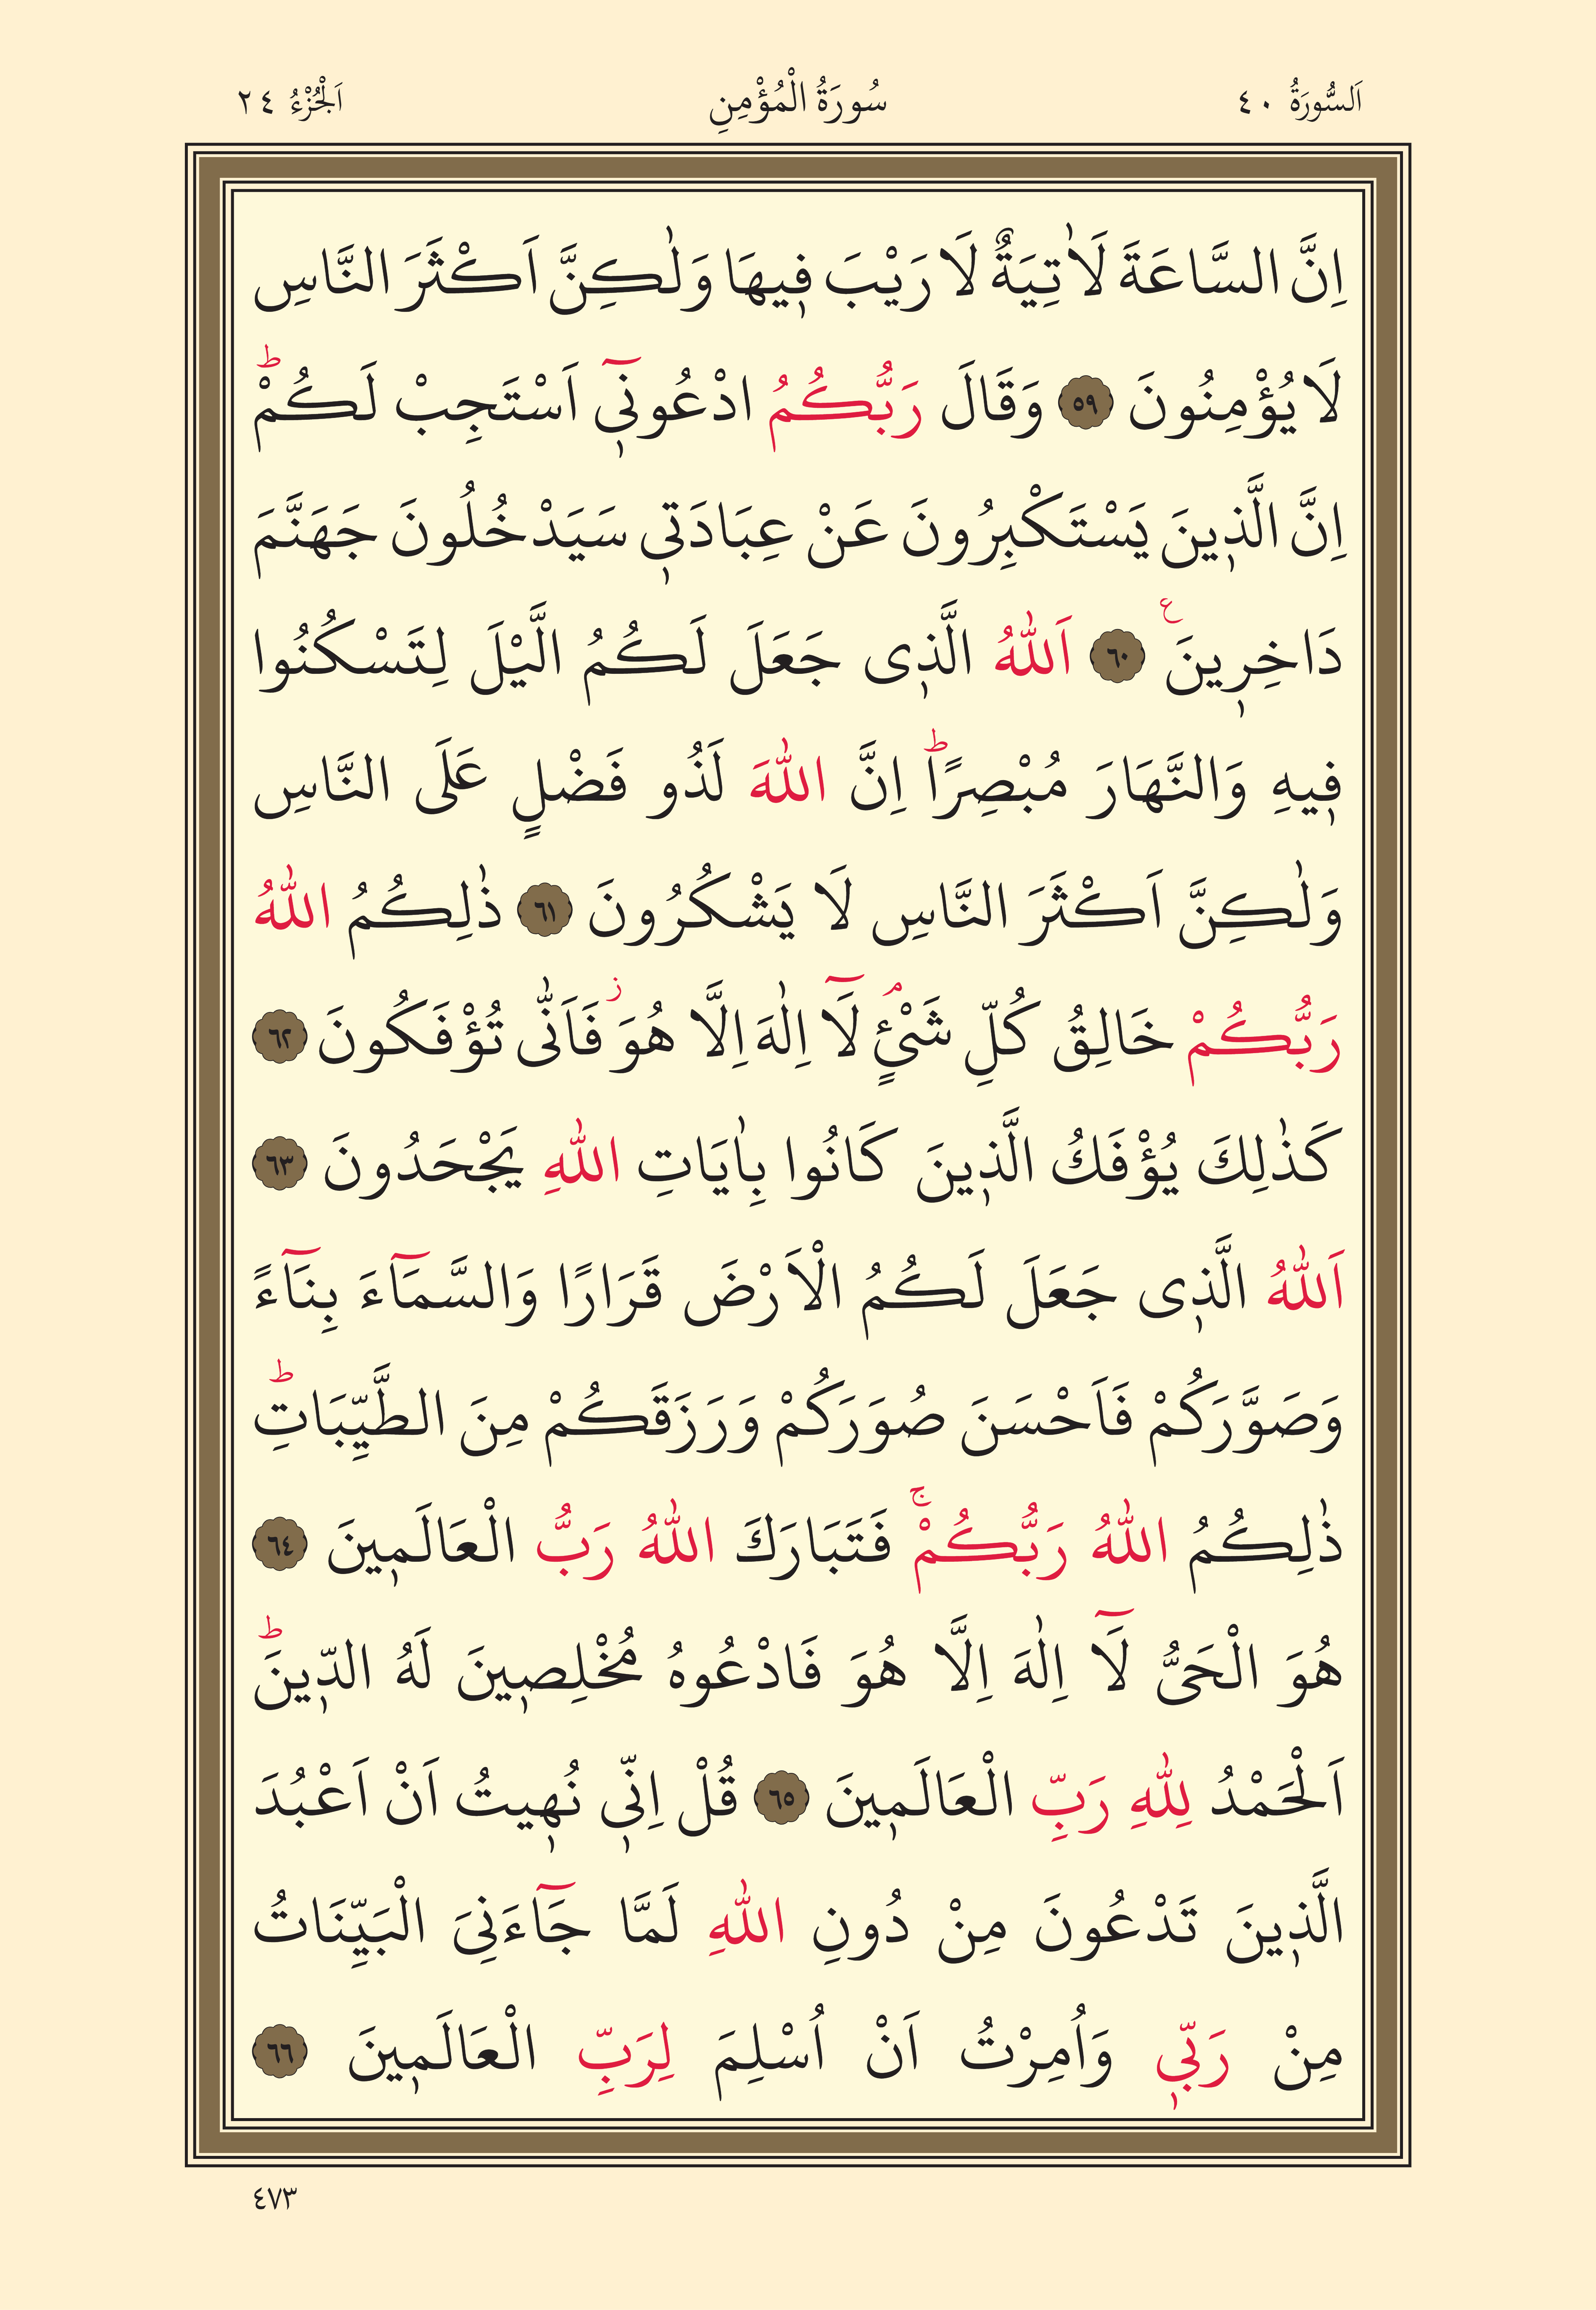 اَلسُّورَةُ ٤٠ سُورَةُ الْمُؤْمِنِ اَلْجُزْءُ ٢٤
اِنَّ السَّاعَةَ لَاٰتِيَةٌ لَا رَيْبَ ف۪يهَا وَلٰكِنَّ اَكْثَرَ النَّاسِ
لَا يُؤْمِنُونَ ٥٩ وَقَالَ رَبُّكُمُ ادْعُون۪ٓي اَسْتَجِبْ لَكُمْۜ
اِنَّ الَّذ۪ينَ يَسْتَكْبِرُونَ عَنْ عِبَادَت۪ي سَيَدْخُلُونَ جَهَنَّمَ
دَاخِر۪ينَ ع ٦٠ اَللّٰهُ الَّذ۪ى جَعَلَ لَكُمُ الَّيْلَ لِتَسْكُنُوا
ف۪يهِ وَالنَّهَارَ مُبْصِرًاۜ اِنَّ اللّٰهَ لَذُو فَضْلٍ عَلَى النَّاسِ
وَلٰكِنَّ اَكْثَرَ النَّاسِ لَا يَشْكُرُونَ ٦١ ذٰلِكُمُ اللّٰهُ
رَبُّكُمْ خَالِقُ كُلِّ شَيْءٍۢ لَٓا اِلٰهَ اِلَّا هُوَۘ فَاَنّٰى تُؤْفَكُونَ ٦٢
كَذٰلِكَ يُؤْفَكُ الَّذ۪ينَ كَانُوا بِاٰيَاتِ اللّٰهِ يَجْحَدُونَ ٦٣
اَللّٰهُ الَّذ۪ى جَعَلَ لَكُمُ الْاَرْضَ قَرَارًا وَالسَّمَٓاءَ بِنَٓاءً
وَصَوَّرَكُمْ فَاَحْسَنَ صُوَرَكُمْ وَرَزَقَكُمْ مِنَ الطَّيِّبَاتِۜ
ذٰلِكُمُ اللّٰهُ رَبُّكُمْۚ فَتَبَارَكَ اللّٰهُ رَبُّ الْعَالَم۪ينَ ٦٤
هُوَ الْحَيُّ لَٓا اِلٰهَ اِلَّا هُوَ فَادْعُوهُ مُخْلِص۪ينَ لَهُ الدّ۪ينَۜ
اَلْحَمْدُ لِلّٰهِ رَبِّ الْعَالَم۪ينَ ٦٥ قُلْ اِنّ۪ي نُه۪يتُ اَنْ اَعْبُدَ
الَّذ۪ينَ تَدْعُونَ مِنْ دُونِ اللّٰهِ لَمَّا جَٓاءَنِيَ الْبَيِّنَاتُ
مِنْ رَبّ۪ي وَاُمِرْتُ اَنْ اُسْلِمَ لِرَبِّ الْعَالَم۪ينَ ٦٦
٤٧٣